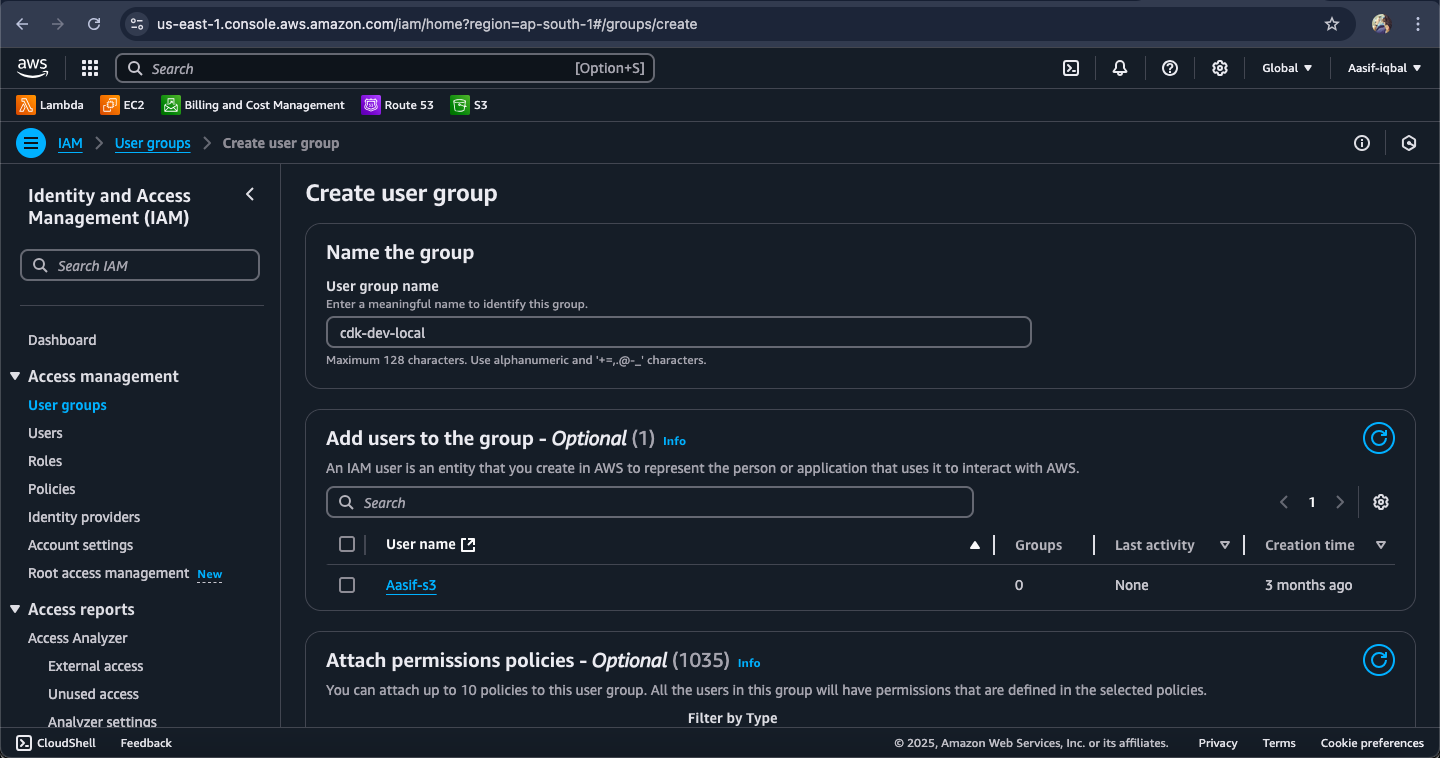 us-east-1.console.aws.amazon.com/iam/home?region=ap-south-1#/groups/create
aws
Search
[Option+S]
Global
Aasif-iqbal
Lambda
EC2
Billing and Cost Management
Route 53
S3
IAM
User groups
Create user group
Identity and Access
Management (IAM)
Search IAM
Dashboard
Access management
User groups
Users
Roles
Policies
Identity providers
Account settings
Root access management New
Access reports
Access Analyzer
External access
Unused access
Analyzer settings
Create user group
Name the group
User group name
Enter a meaningful name to identify this group.
cdk-dev-local
Maximum 128 characters. Use alphanumeric and '+=,.@-_' characters.
Add users to the group - Optional (1) Info
An IAM user is an entity that you create in AWS to represent the person or application that uses it to interact with AWS.
Search
1
User name
Groups
Last activity
Creation time
Aasif-s3
0
None
3 months ago
Attach permissions policies - Optional (1035) Info
You can attach up to 10 policies to this user group. All the users in this group will have permissions that are defined in the selected policies.
Filter by Type
CloudShell
Feedback
© 2025, Amazon Web Services, Inc. or its affiliates.
Privacy
Terms
Cookie preferences